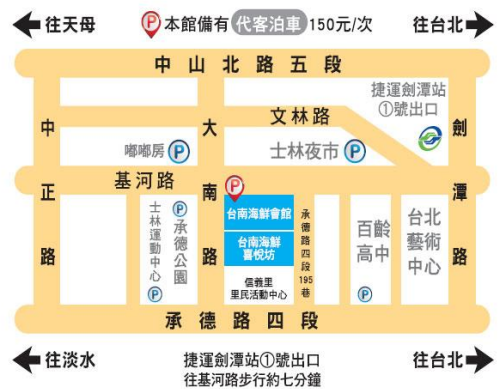 往天母
P 本館備有 代客泊車 150元/次
往台北
中山北路五段
捷運劍潭站
①號出口
中正路
大南路
文林路
劍潭路
嘟嘟房 P
士林夜市 P
基河路
P
士林運動中心
P
P
承德公園
台南海鮮會館
台南海鮮
喜悅坊
信義里
里民活動中心
承德路四段195巷
百齡
高中
P
台北
藝術
中心
承德路四段
往淡水
捷運劍潭站①號出口
往基河路步行約七分鐘
往台北